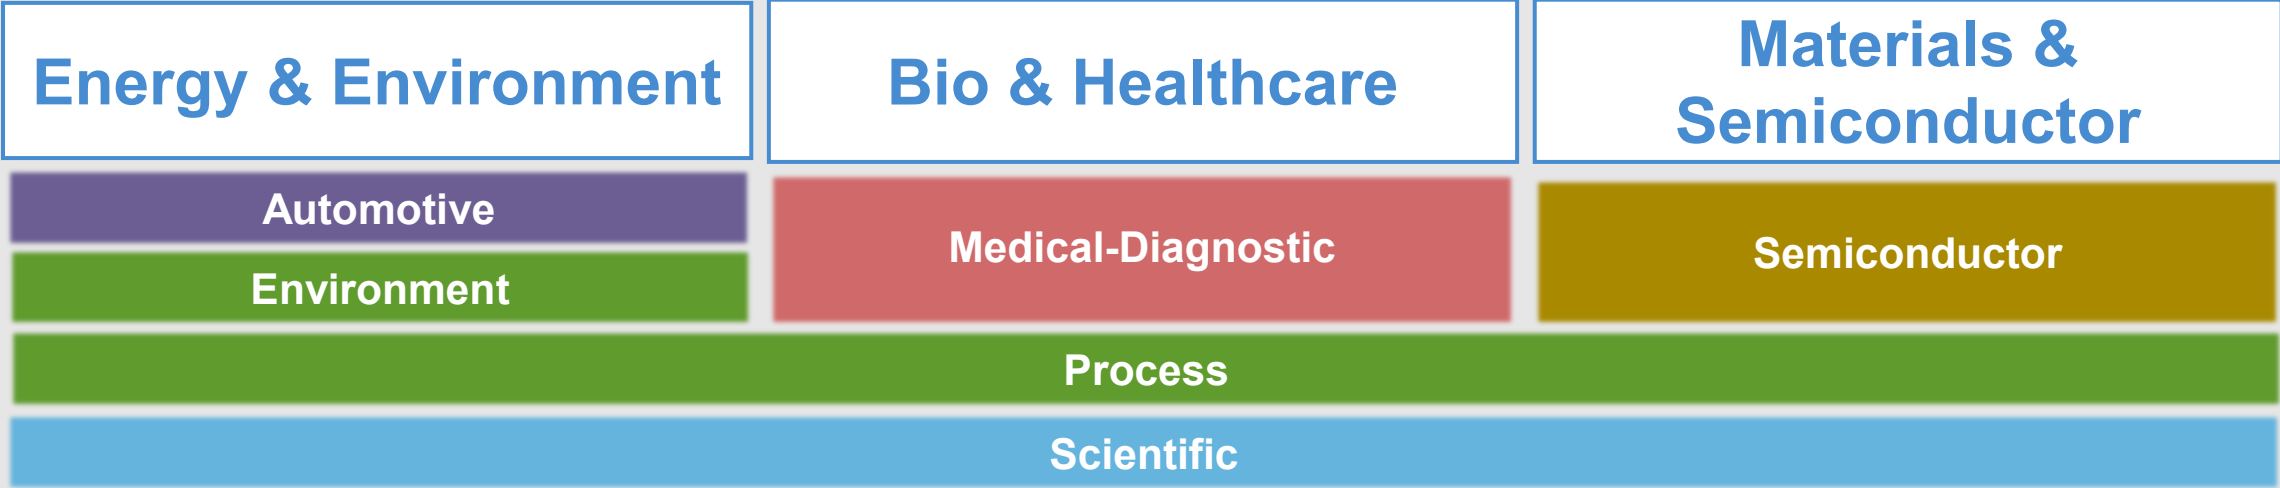 Energy & Environment
Bio & Healthcare
Materials &
Semiconductor
Automotive
Environment
Medical-Diagnostic
Semiconductor
Process
Scientific